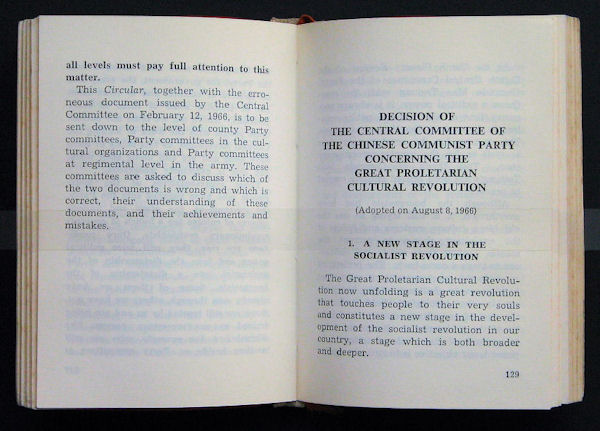 all levels must pay full attention to this
matter.
This Circular, together with the erro-
neous document issued by the Central
Committee on February 12, 1966, is to be
sent down to the level of county Party
committees, Party committees in the cul-
tural organizations and Party committees
at regimental level in the army. These
committees are asked to discuss which of
the two documents is wrong and which is
correct, their understanding of these
documents, and their achievements and
mistakes.
DECISION OF
THE CENTRAL COMMITTEE OF
THE CHINESE COMMUNIST PARTY
CONCERNING THE
GREAT PROLETARIAN
CULTURAL REVOLUTION
(Adopted on August 8, 1966)
1. A NEW STAGE IN THE
SOCIALIST REVOLUTION
The Great Proletarian Cultural Revolu-
tion now unfolding is a great revolution
that touches people to their very souls
and constitutes a new stage in the devel-
opment of the socialist revolution in our
country, a stage which is both broader
and deeper.
129